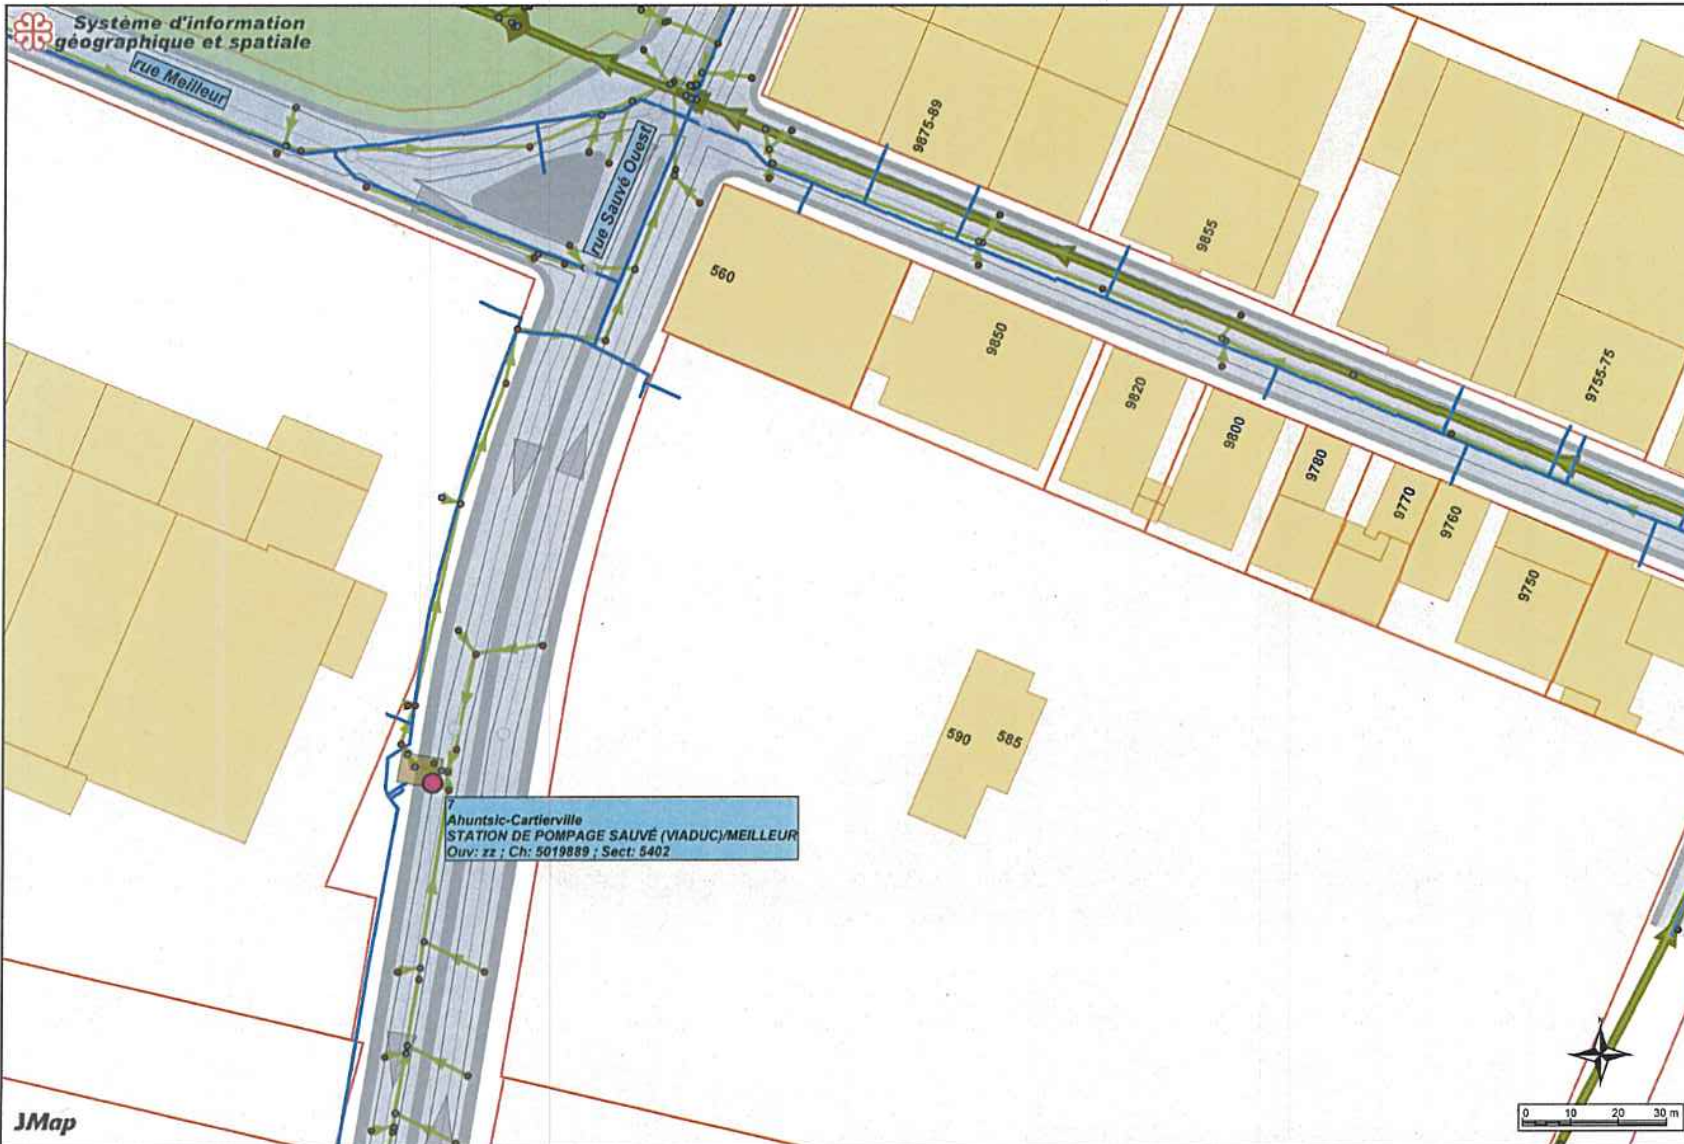 Système d'information
géographique et spatiale
rue Meilleur
rue Sauvé Ouest
9875-89
9855
560
9850
9820
9800
9780
9770
9760
9755-75
9750
590
585
7
Ahuntsic-Cartierville
STATION DE POMPAGE SAUVÉ (VIADUC)/MEILLEUR
Ouv: zz ; Ch: 5019889 ; Sect: 5402
0 10 20 30 m
JMap